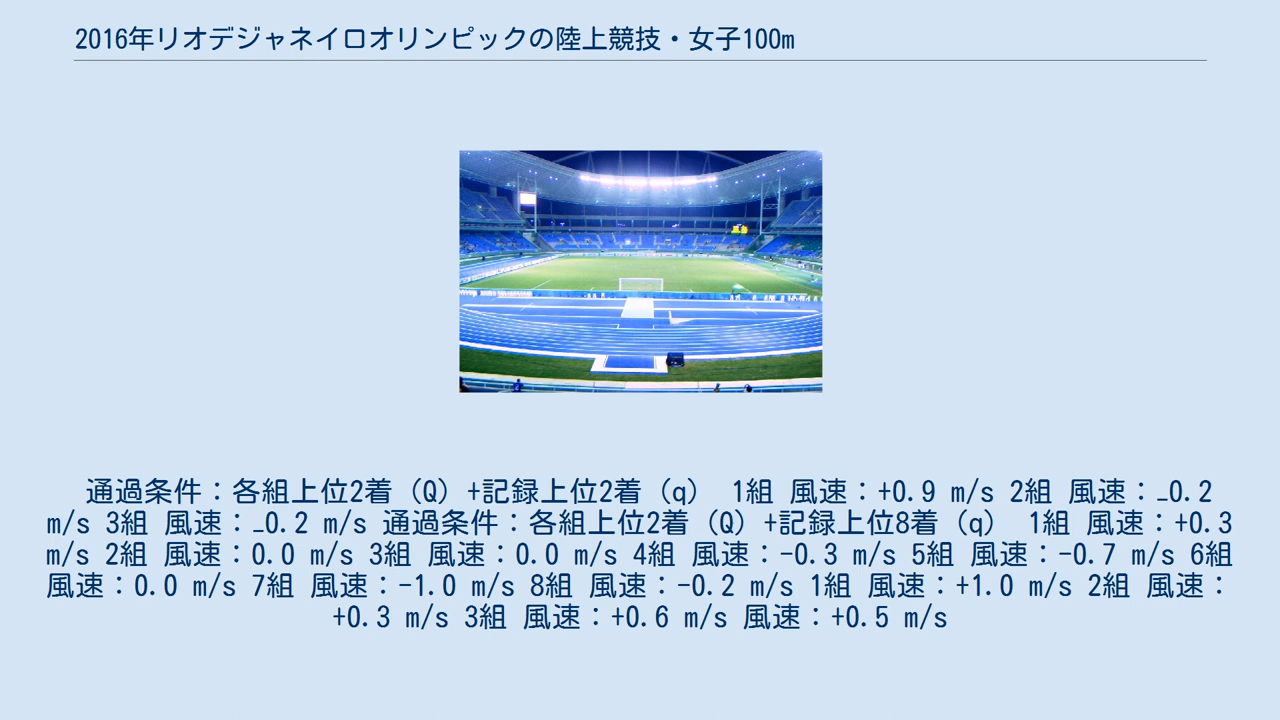 2016年リオデジャネイロオリンピックの陸上競技・女子100m
通過条件：各組上位2着（Q）+記録上位2着（q） 1組 風速：+0.9 m/s 2組 風速：–0.2
m/s 3組 風速：–0.2 m/s 通過条件：各組上位2着（Q）+記録上位8着（q） 1組 風速：+0.3
m/s 2組 風速：0.0 m/s 3組 風速：0.0 m/s 4組 風速：-0.3 m/s 5組 風速：-0.7 m/s 6組
風速：0.0 m/s 7組 風速：-1.0 m/s 8組 風速：-0.2 m/s 1組 風速：+1.0 m/s 2組 風速：
+0.3 m/s 3組 風速：+0.6 m/s 風速：+0.5 m/s